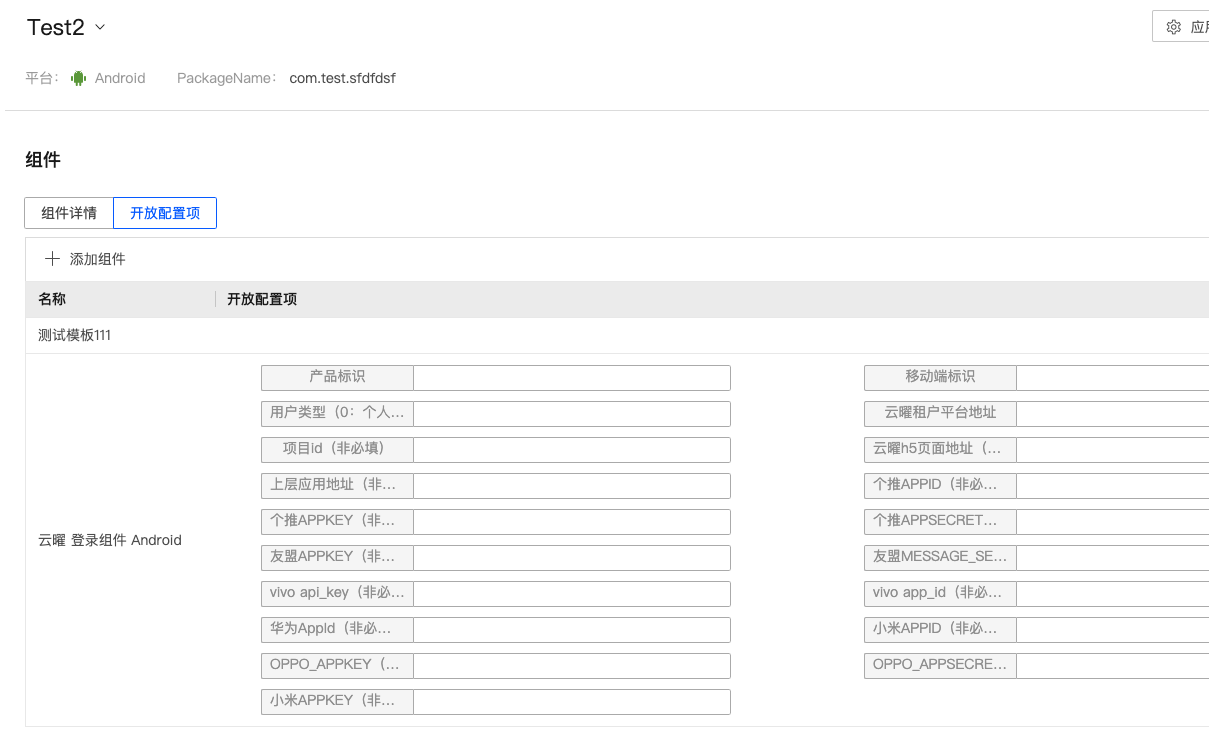 Test2
应
平台： Android PackageName： com.test.sfdfdsf
组件
组件详情 开放配置项
添加组件
名称 开放配置项
测试模板111
产品标识 移动端标识
用户类型（0：个人... 云曜租户平台地址
项目id（非必填） 云曜h5页面地址（...
上层应用地址（非... 个推APPID（非必...
个推APPKEY（非... 个推APPSECRET...
云曜 登录组件 Android
友盟APPKEY（非... 友盟MESSAGE_SE...
vivo api_key（非必... vivo app_id（非必...
华为AppId（非必... 小米APPID（非必...
OPPO_APPKEY（... OPPO_APPSECRE...
小米APPKEY（非...